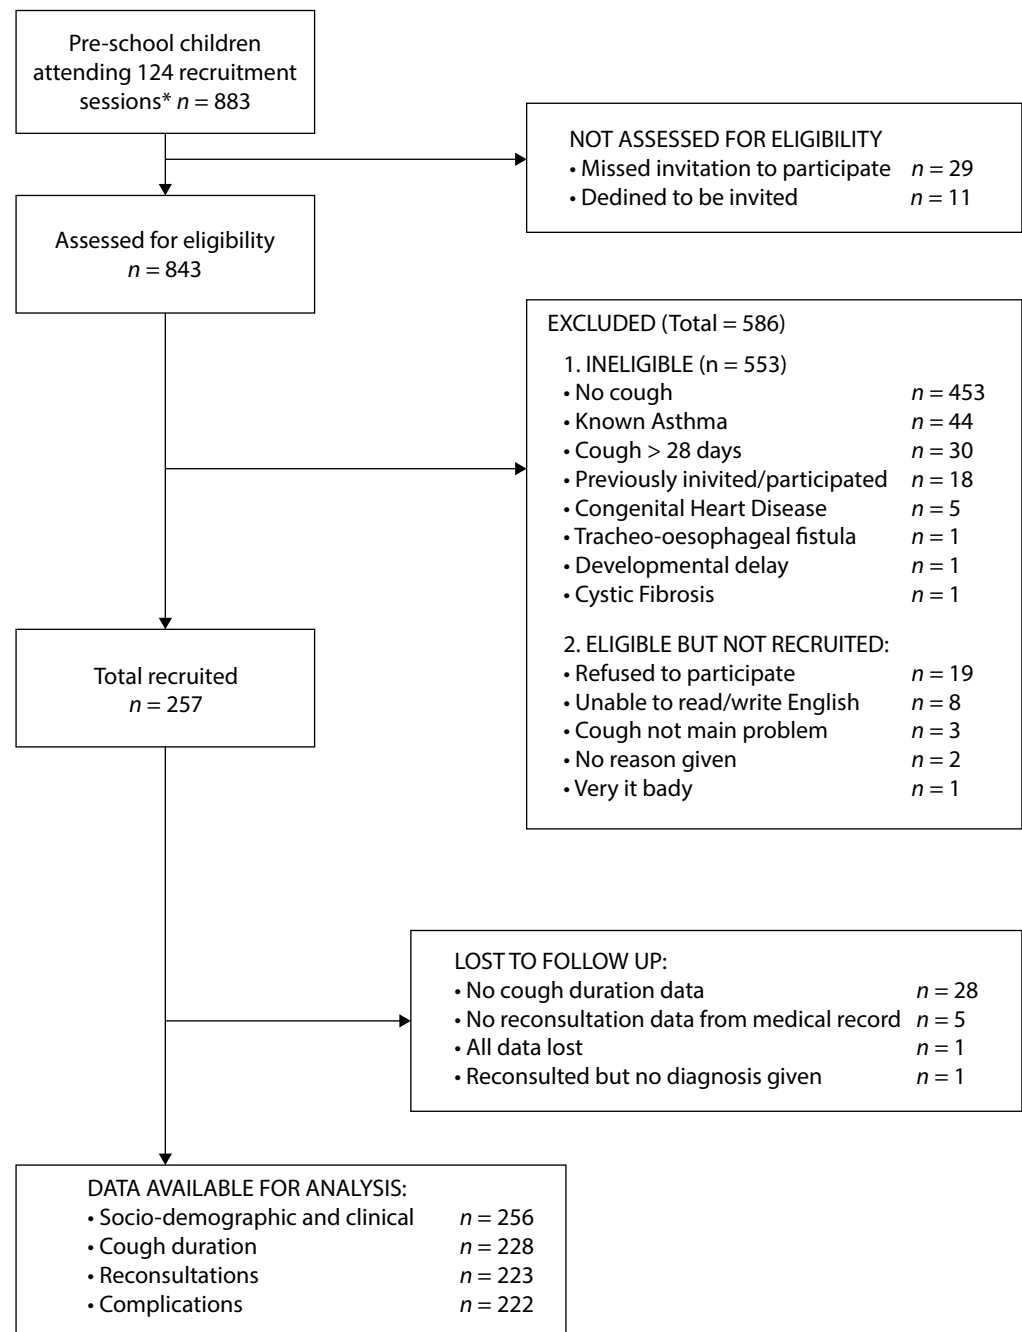 Pre-school children
attending 124 recruitment
sessions* n = 883
NOT ASSESSED FOR ELIGIBILITY
• Missed invitation to participate n = 29
• Dedined to be invited n = 11
Assessed for eligibility
n = 843
EXCLUDED (Total = 586)
1. INELIGIBLE (n = 553)
• No cough n = 453
• Known Asthma n = 44
• Cough > 28 days n = 30
• Previously inivited/participated n = 18
• Congenital Heart Disease n = 5
• Tracheo-oesophageal fistula n = 1
• Developmental delay n = 1
• Cystic Fibrosis n = 1
2. ELIGIBLE BUT NOT RECRUITED:
• Refused to participate n = 19
• Unable to read/write English n = 8
• Cough not main problem n = 3
• No reason given n = 2
• Very it bady n = 1
Total recruited
n = 257
LOST TO FOLLOW UP:
• No cough duration data n = 28
• No reconsultation data from medical record n = 5
• All data lost n = 1
• Reconsulted but no diagnosis given n = 1
DATA AVAILABLE FOR ANALYSIS:
• Socio-demographic and clinical n = 256
• Cough duration n = 228
• Reconsultations n = 223
• Complications n = 222